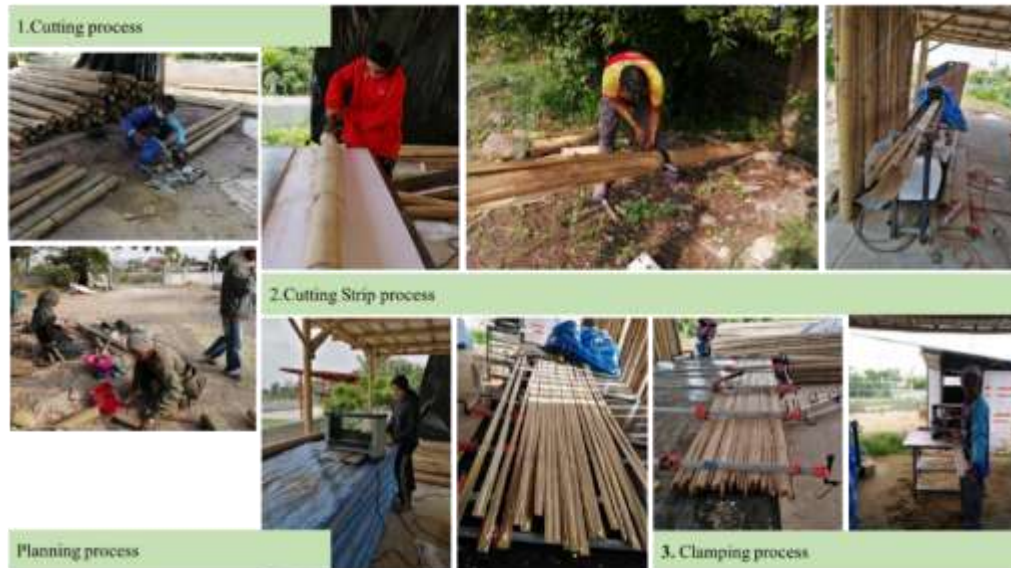 1.Cutting process
2.Cutting Strip process
Planning process
3. Clamping process